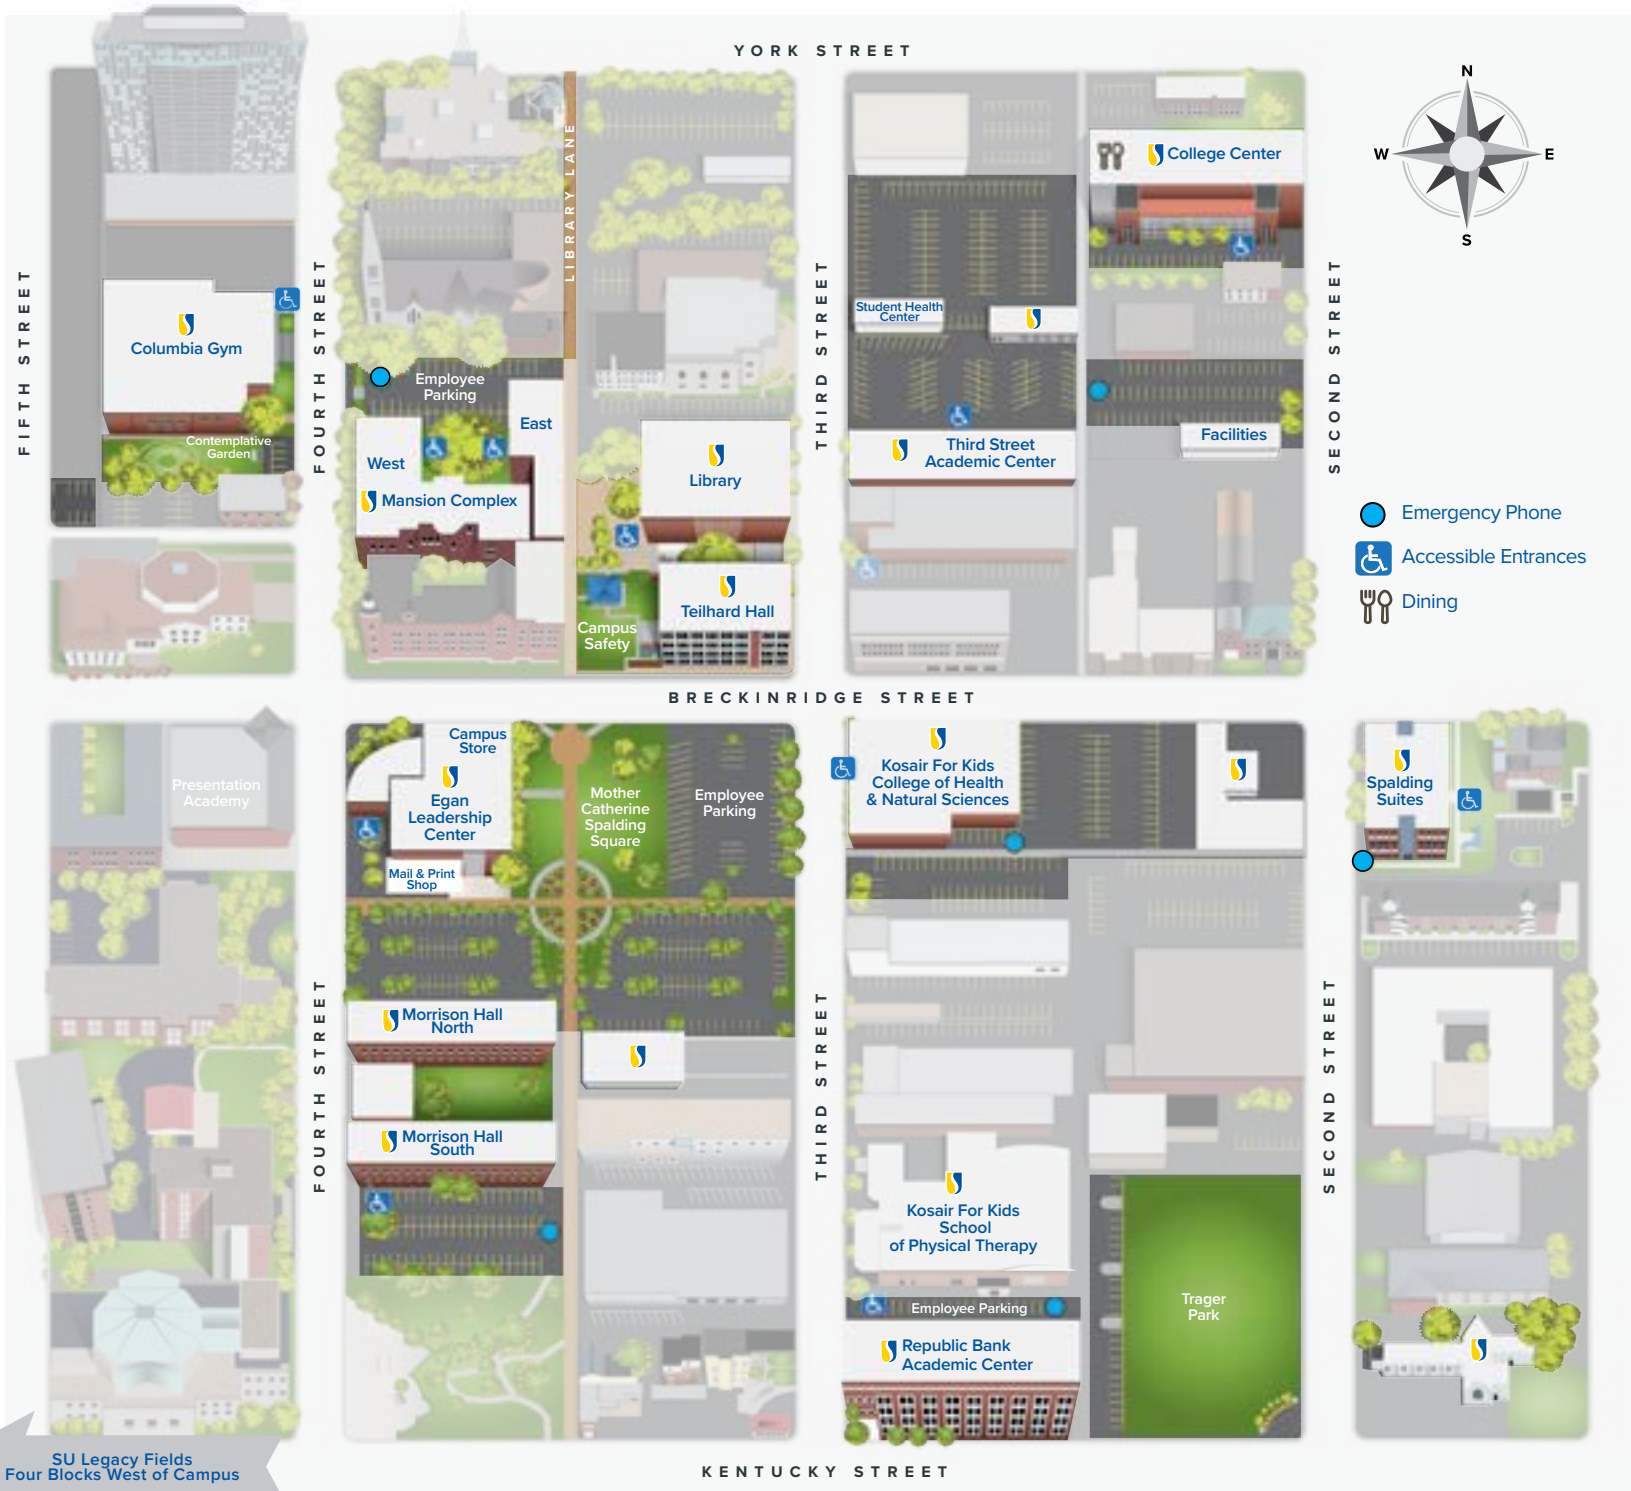 YORK STREET
N
W
E
S
College Center
LIBRARY LANE
FIFTH STREET
FOURTH STREET
THIRD STREET
SECOND STREET
Columbia Gym
Contemplative
Garden
Employee
Parking
East
West
Mansion Complex
Library
Teilhard Hall
Campus
Safety
Student Health
Center
Third Street
Academic Center
Facilities
Emergency Phone
Accessible Entrances
Dining
BRECKINRIDGE STREET
Presentation
Academy
Campus
Store
Egan
Leadership
Center
Mail & Print
Shop
Mother
Catherine
Spalding
Square
Employee
Parking
Kosair For Kids
College of Health
& Natural Sciences
Spalding
Suites
FOURTH STREET
THIRD STREET
SECOND STREET
Morrison Hall
North
Morrison Hall
South
Kosair For Kids
School
of Physical Therapy
Employee Parking
Republic Bank
Academic Center
Trager
Park
SU Legacy Fields
Four Blocks West of Campus
KENTUCKY STREET